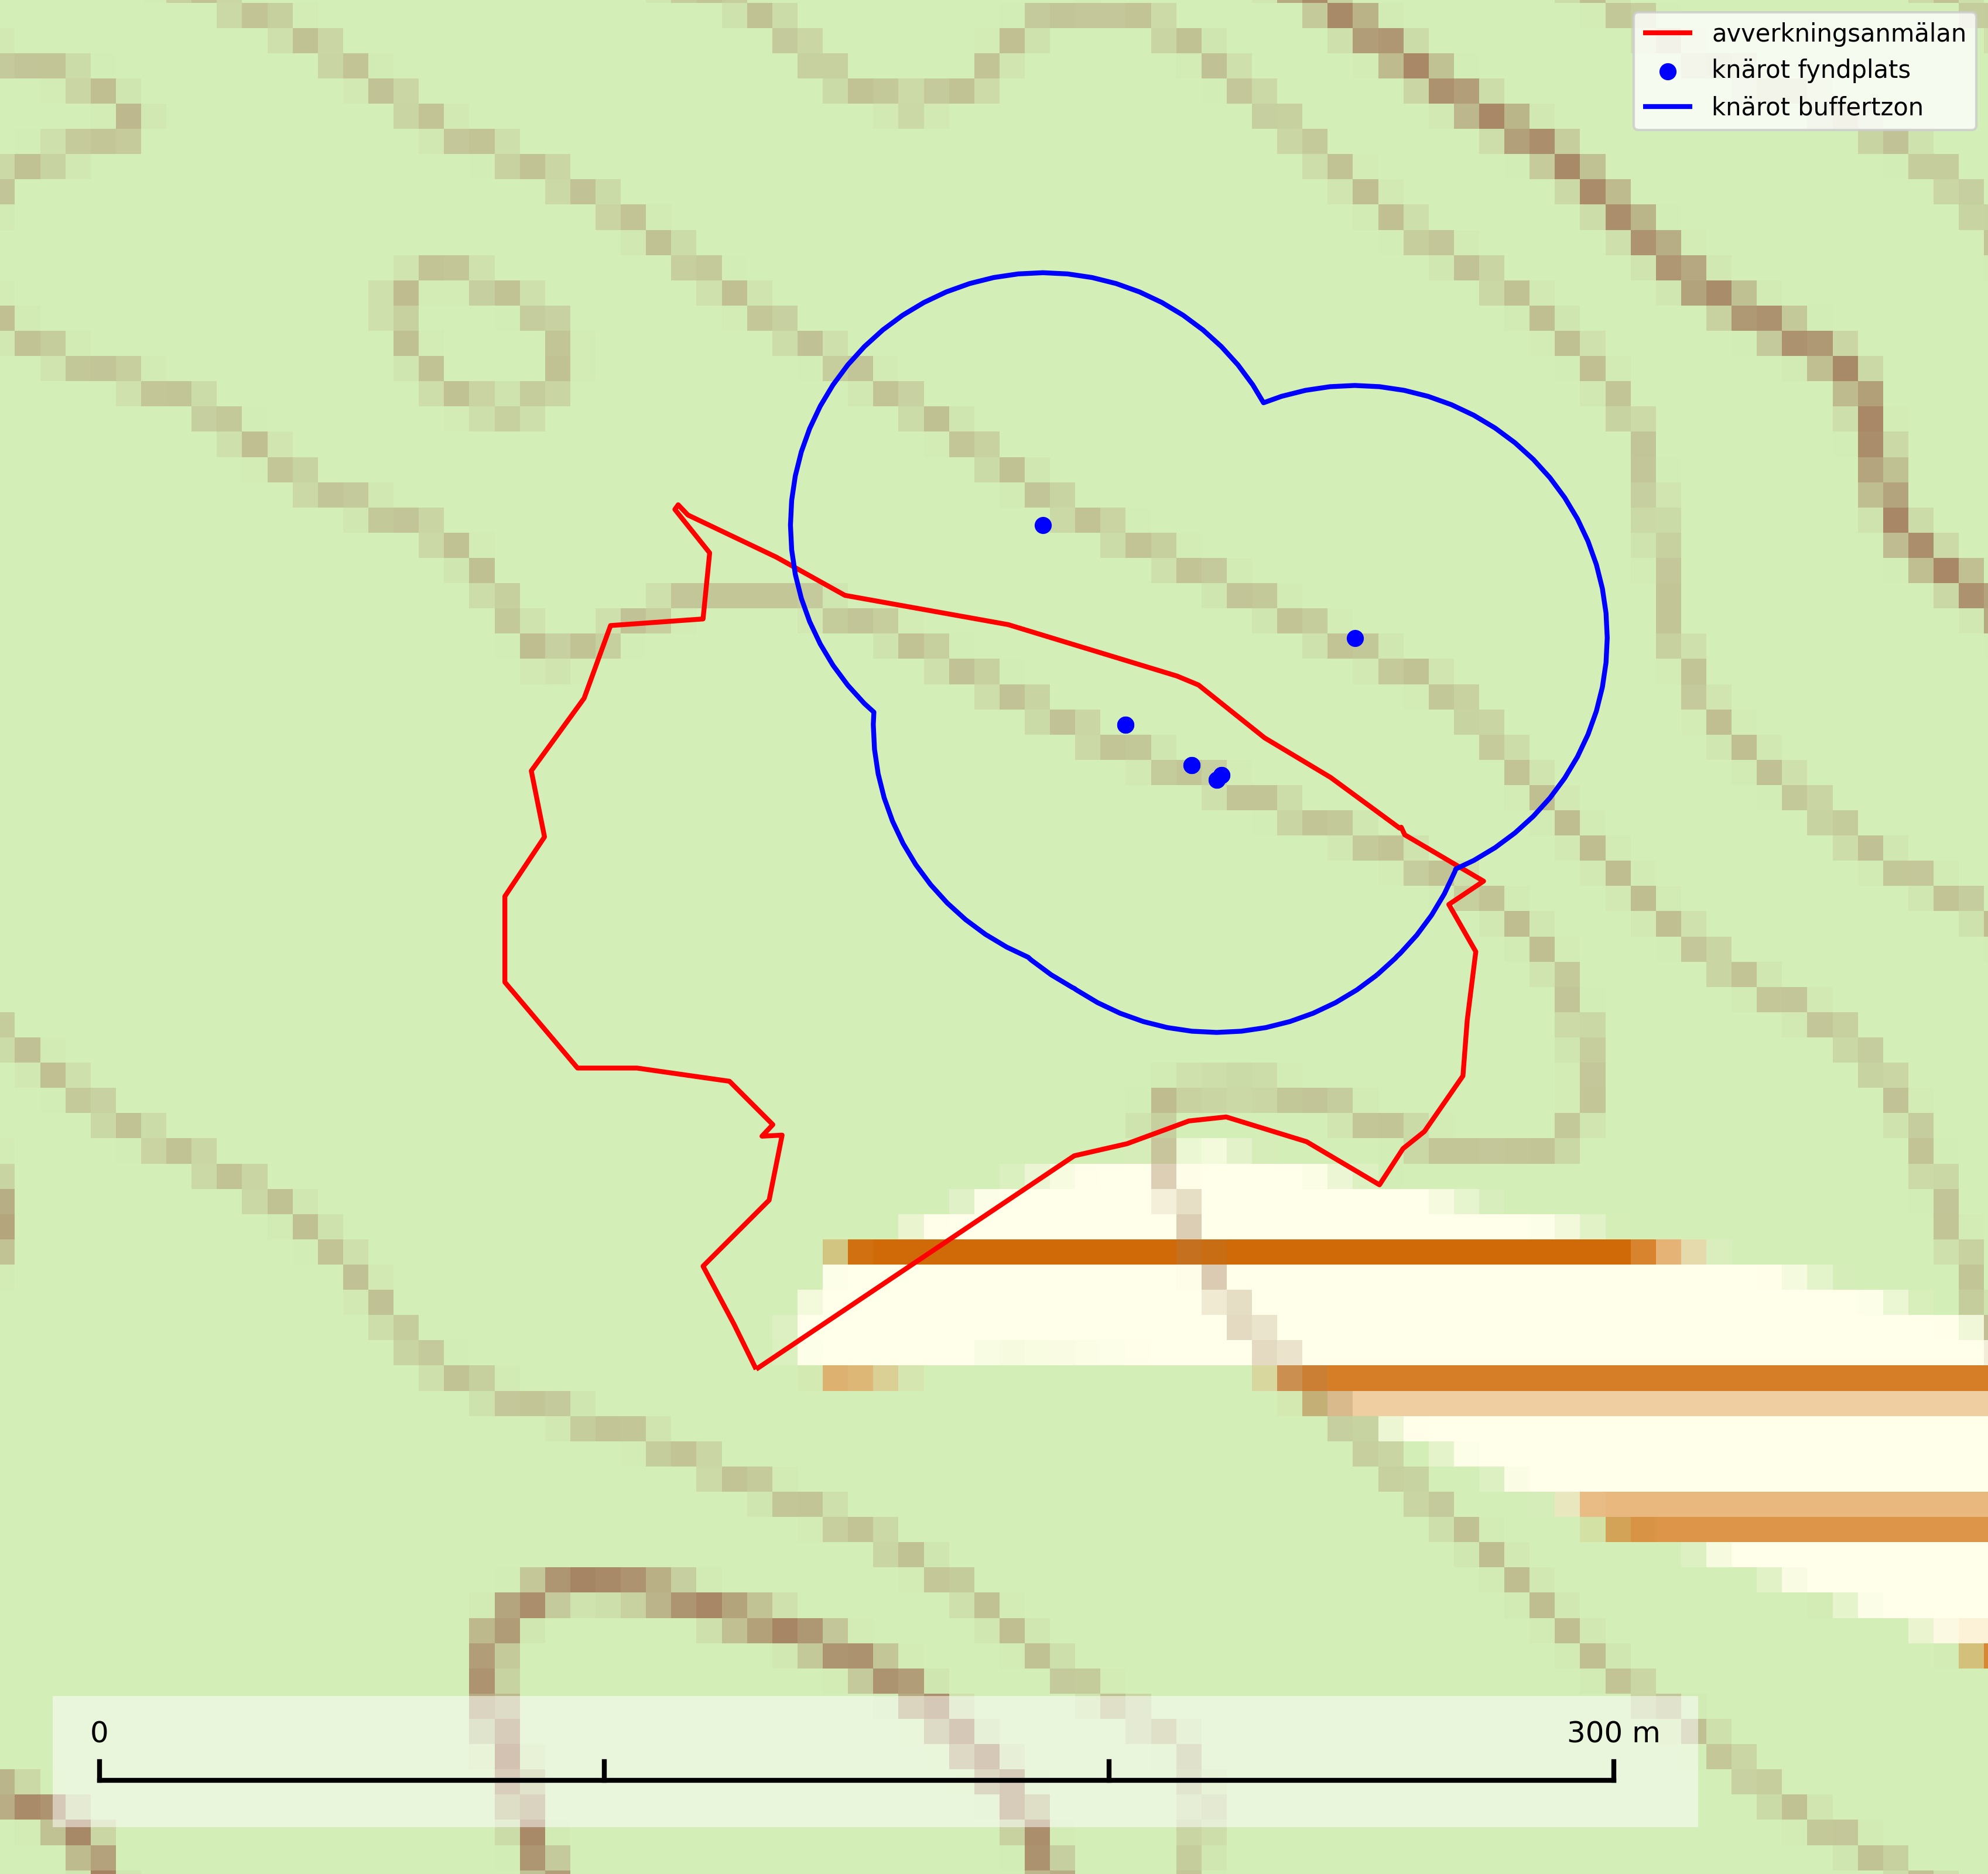 avverkningsanmälan
knärot fyndplats
knärot buffertzon
0
300 m